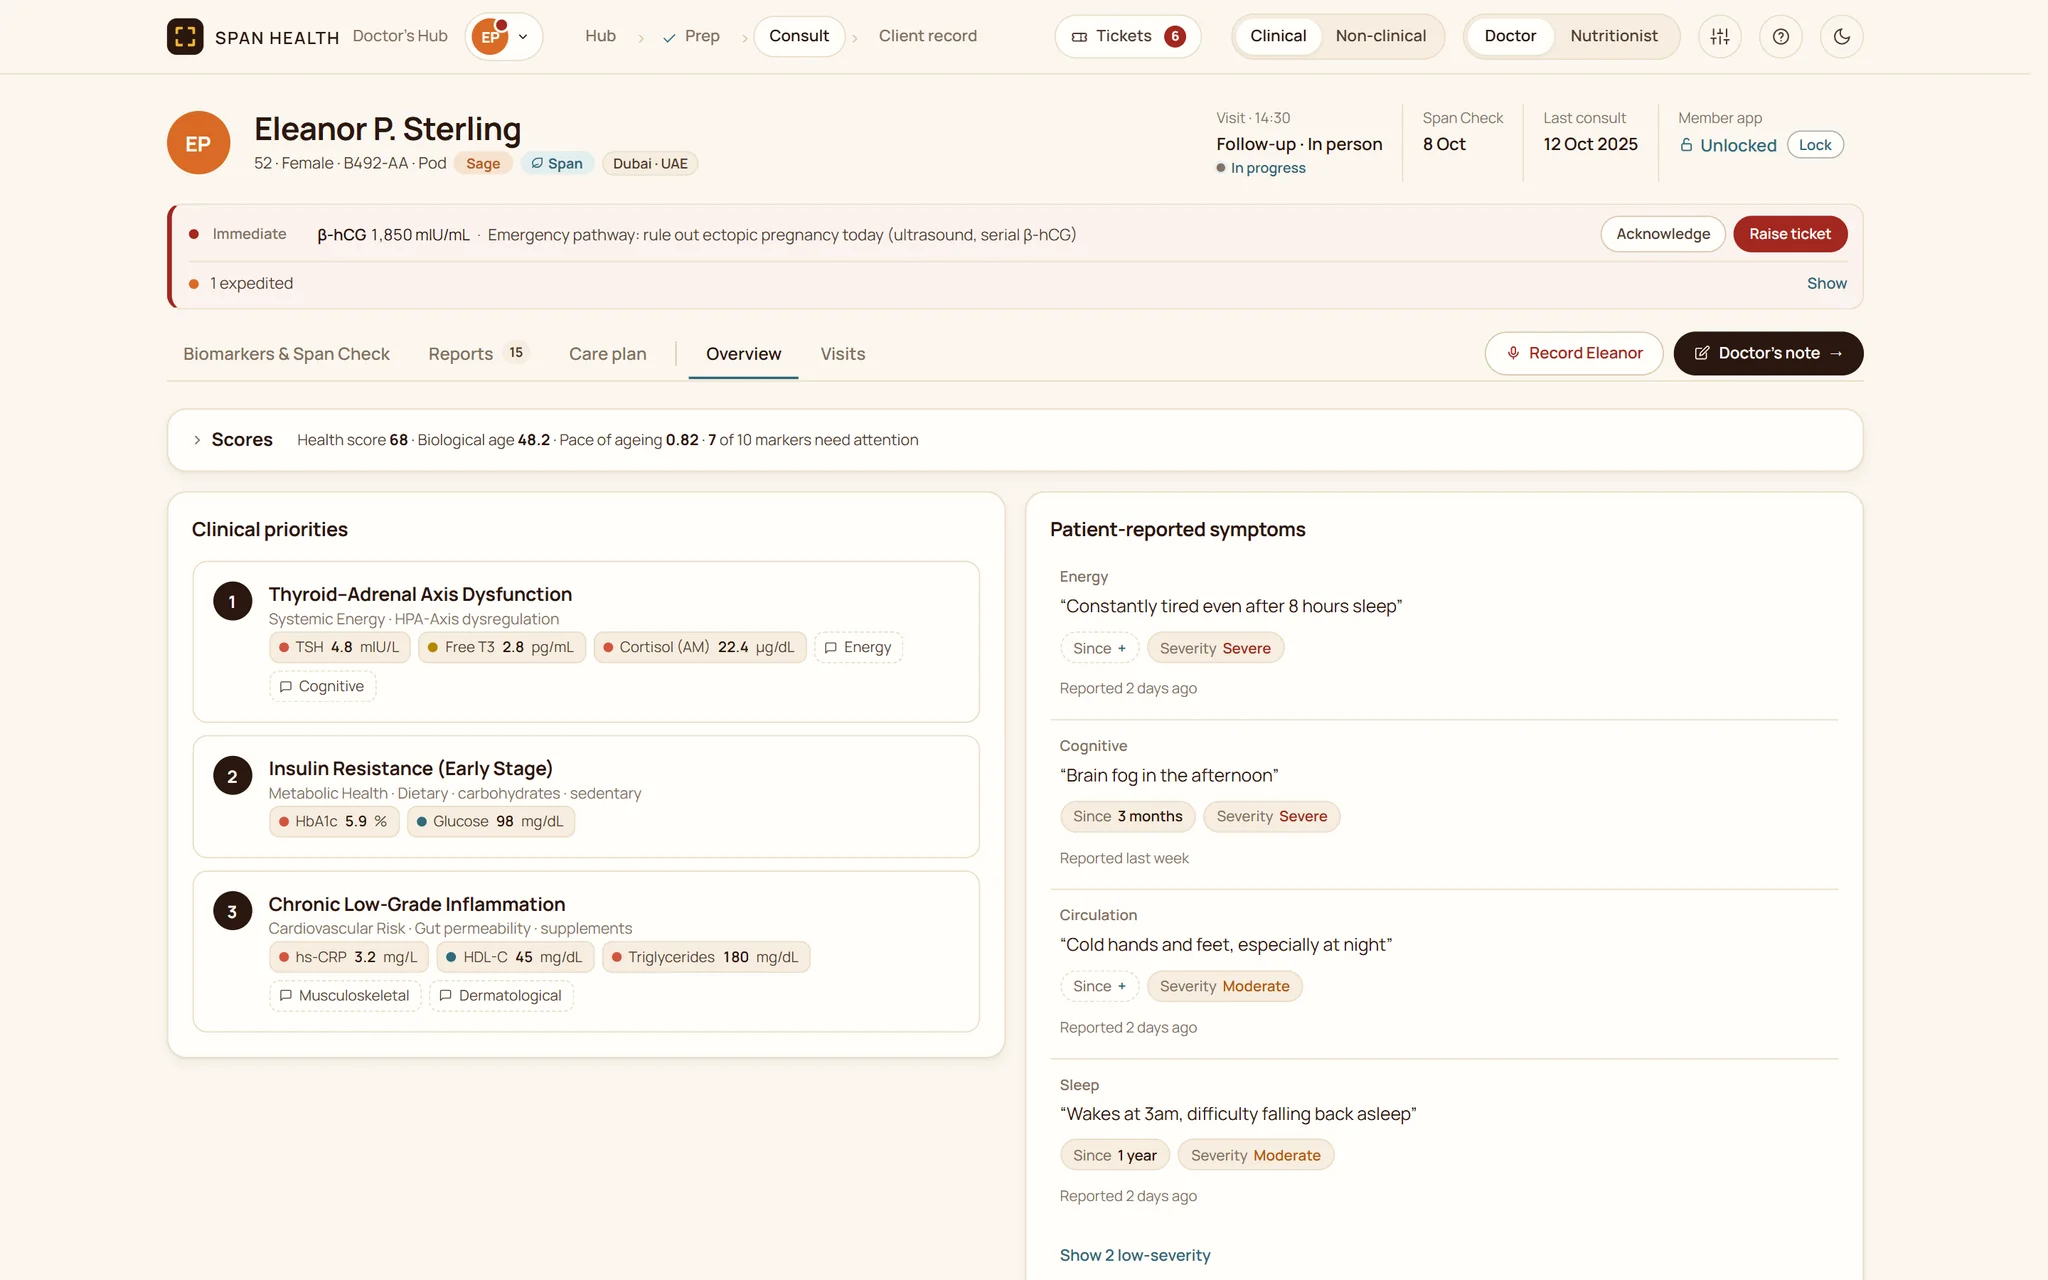 SPAN HEALTH Doctor's Hub EP Hub Prep Consult Client record Tickets 6 Clinical Non-clinical Doctor Nutritionist
EP
Eleanor P. Sterling
52 · Female · B492-AA · Pod Sage Span Dubai · UAE
Visit · 14:30
Follow-up · In person
In progress
Span Check
8 Oct
Last consult
12 Oct 2025
Member app
Unlocked Lock
Immediate β-hCG 1,850 mIU/mL · Emergency pathway: rule out ectopic pregnancy today (ultrasound, serial β-hCG) Acknowledge Raise ticket
1 expedited Show
Biomarkers & Span Check Reports 15 Care plan Overview Visits Record Eleanor Doctor's note →
Scores Health score 68 · Biological age 48.2 · Pace of ageing 0.82 · 7 of 10 markers need attention
Clinical priorities
1 Thyroid–Adrenal Axis Dysfunction
Systemic Energy · HPA-Axis dysregulation
TSH 4.8 mIU/L Free T3 2.8 pg/mL Cortisol (AM) 22.4 µg/dL Energy
Cognitive
2 Insulin Resistance (Early Stage)
Metabolic Health · Dietary · carbohydrates · sedentary
HbA1c 5.9 % Glucose 98 mg/dL
3 Chronic Low-Grade Inflammation
Cardiovascular Risk · Gut permeability · supplements
hs-CRP 3.2 mg/L HDL-C 45 mg/dL Triglycerides 180 mg/dL
Musculoskeletal Dermatological
Patient-reported symptoms
Energy
“Constantly tired even after 8 hours sleep”
Since + Severity Severe
Reported 2 days ago
Cognitive
“Brain fog in the afternoon”
Since 3 months Severity Severe
Reported last week
Circulation
“Cold hands and feet, especially at night”
Since + Severity Moderate
Reported 2 days ago
Sleep
“Wakes at 3am, difficulty falling back asleep”
Since 1 year Severity Moderate
Reported 2 days ago
Show 2 low-severity